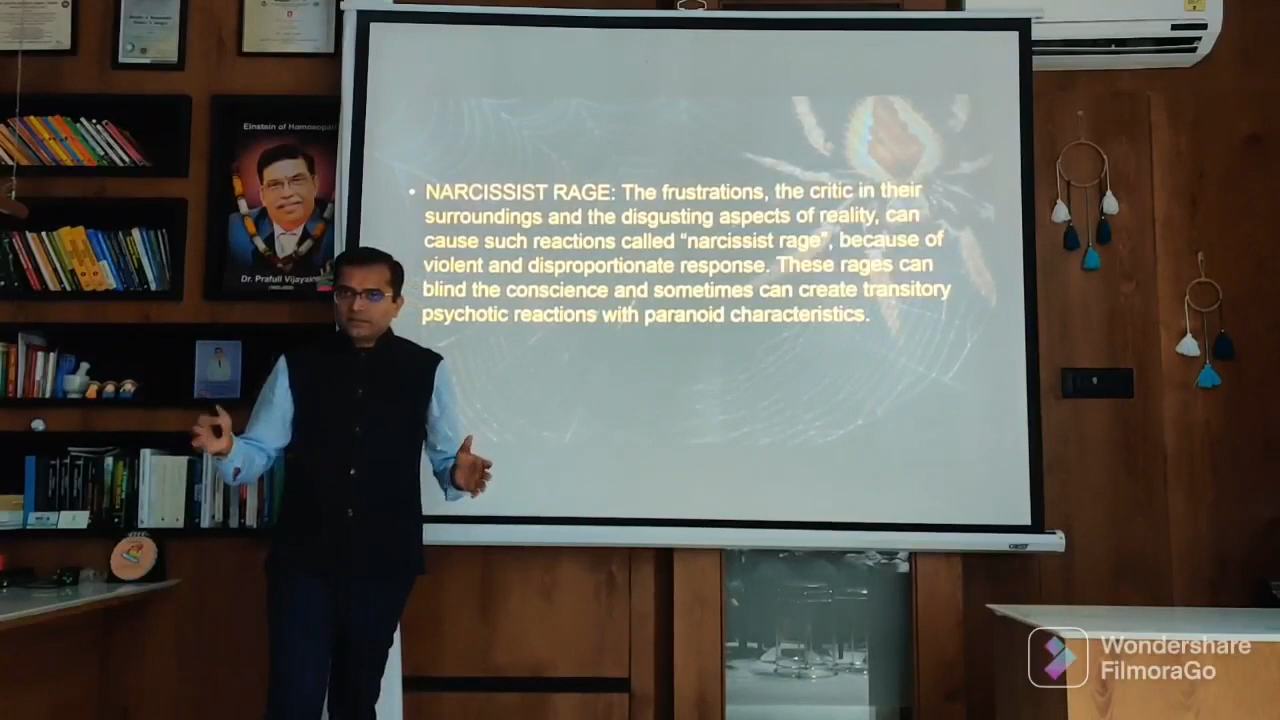 Einstein of Homoeopat
Dr. Prafull Vijayak
• NARCISSIST RAGE: The frustrations, the critic in their
surroundings and the disgusting aspects of reality, can
cause such reactions called “narcissist rage”, because of
violent and disproportionate response. These rages can
blind the conscience and sometimes can create transitory
psychotic reactions with paranoid characteristics.
Wondershare
FilmoraGo